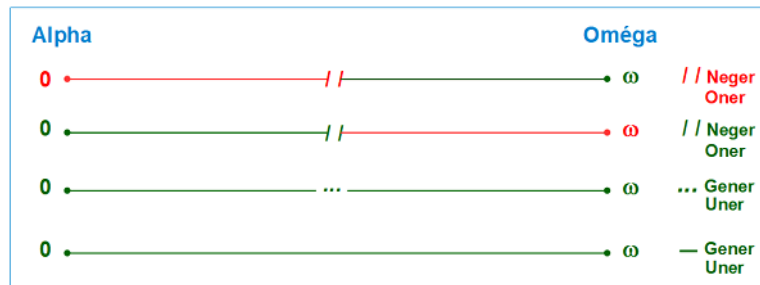 Alpha Oméga
0 // ω // Neger
Oner
0 // ω // Neger
Oner
0 ... ω ... Gener
Uner
0 ω — Gener
Uner